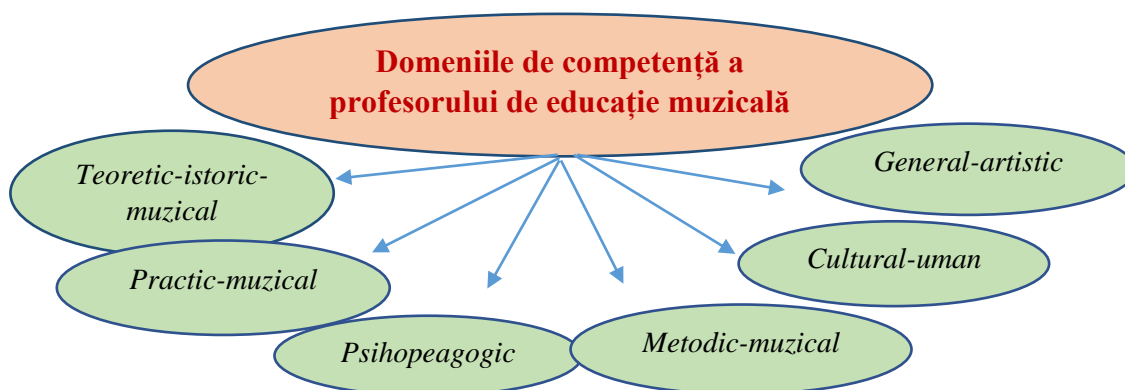 Domeniile de competență a
profesorului de educație muzicală
Teoretic-istoric-
muzical
Practic-muzical
Psihopeagogic
Metodic-muzical
Cultural-uman
General-artistic